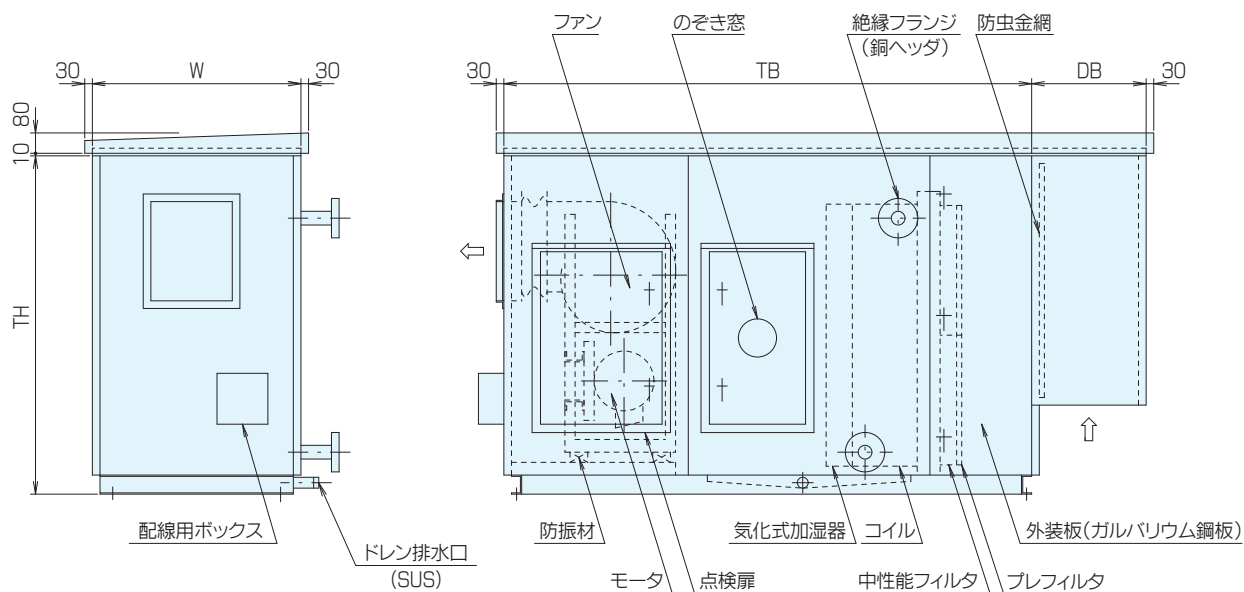 ファン
のぞき窓
絶縁フランジ
(銅ヘッダ)
防虫金網
30
W
30
30
TB
DB
30
80
10
TH
配線用ボックス
ドレン排水口
(SUS)
防振材
モータ
点検扉
気化式加湿器
コイル
中性能フィルタ
プレフィルタ
外装板(ガルバリウム鋼板)